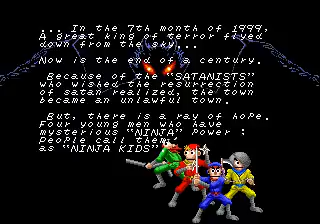 ... In the 7th month of 1999,
A great king of terror flyed
down from the sky...
Now is the end of a century.
Because of the "SATANISTS"
who wished the resurrection
of satan realized, the town
became an unlawful town.
But, there is a ray of hope.
Four young men who have
mysterious "NINJA" Power :
People call them,
as "NINJA KIDS"